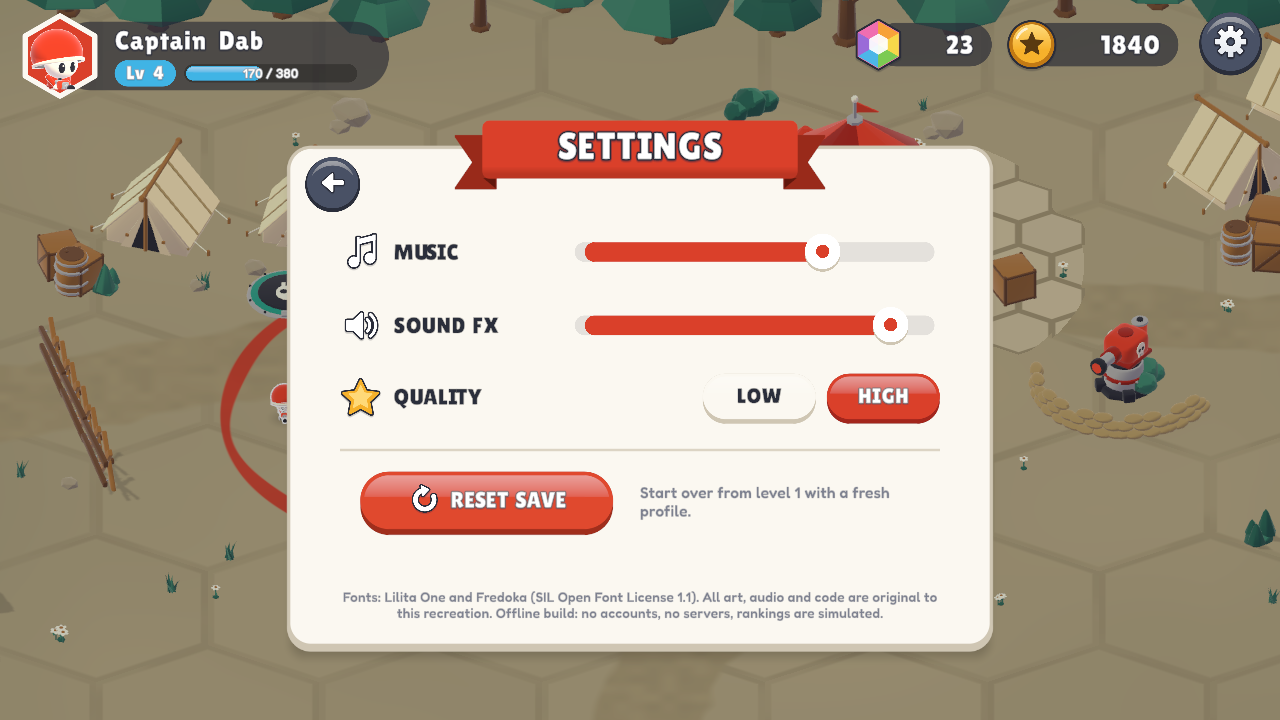 Captain Dab
Lv 4
170 / 380
23
1840
SETTINGS
MUSIC
SOUND FX
QUALITY
LOW
HIGH
RESET SAVE
Start over from level 1 with a fresh
profile.
Fonts: Lilita One and Fredoka (SIL Open Font License 1.1). All art, audio and code are original to
this recreation. Offline build: no accounts, no servers, rankings are simulated.